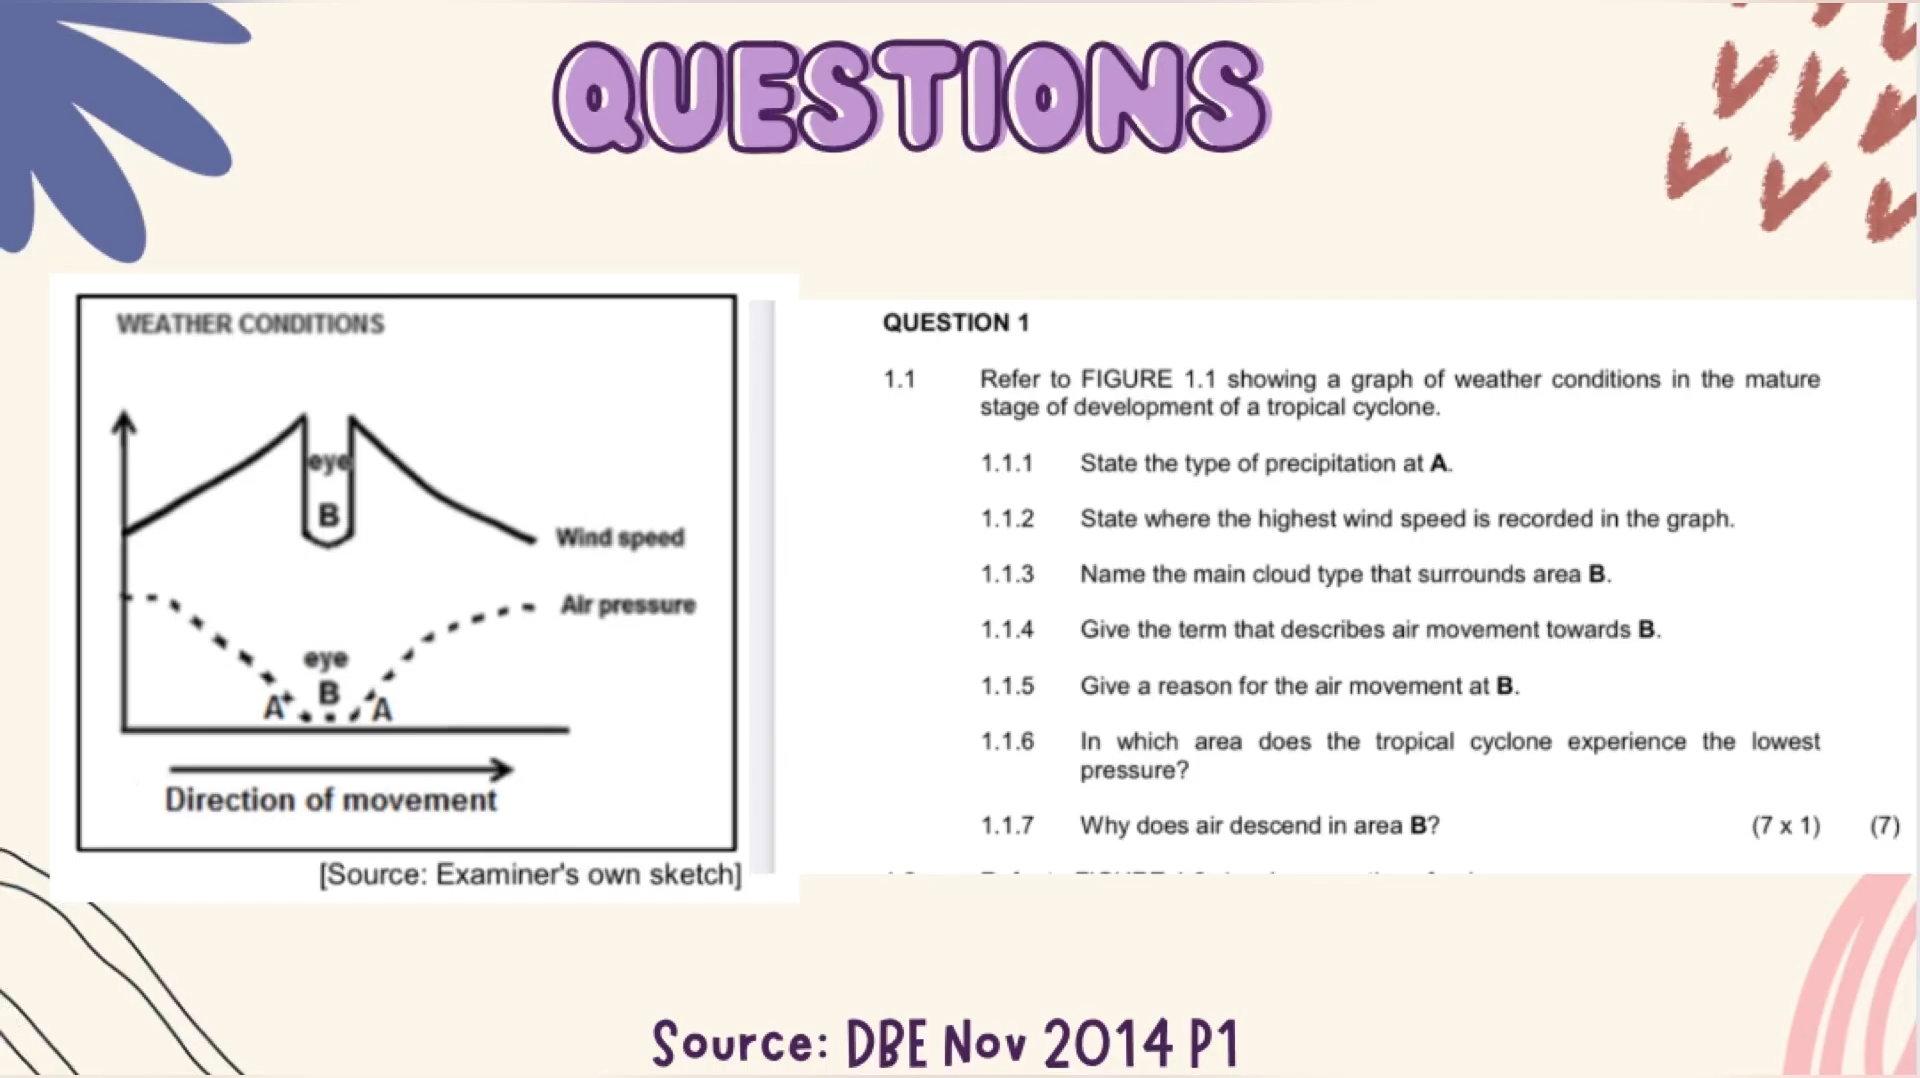 QUESTIONS
WEATHER CONDITIONS
eye
B
Wind speed
Air pressure
eye
B
A
A
Direction of movement
[Source: Examiner's own sketch]
QUESTION 1
1.1 Refer to FIGURE 1.1 showing a graph of weather conditions in the mature
stage of development of a tropical cyclone.
1.1.1 State the type of precipitation at A.
1.1.2 State where the highest wind speed is recorded in the graph.
1.1.3 Name the main cloud type that surrounds area B.
1.1.4 Give the term that describes air movement towards B.
1.1.5 Give a reason for the air movement at B.
1.1.6 In which area does the tropical cyclone experience the lowest
pressure?
1.1.7 Why does air descend in area B? (7 x 1) (7)
Source: DBE Nov 2014 P1